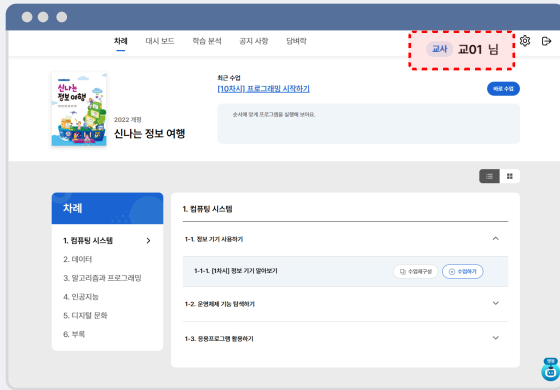 차례 대시 보드 학습 분석 공지 사항 담벼락
교사 교01 님
신나는
정보 여행
2022 개정
신나는 정보 여행
최근 수업
[10차시] 프로그래밍 시작하기
바로 수업
순서에 맞게 프로그램을 실행해 보아요.
차례
1. 컴퓨팅 시스템
2. 데이터
3. 알고리즘과 프로그래밍
4. 인공지능
5. 디지털 문화
6. 부록
1. 컴퓨팅 시스템
1-1. 정보 기기 사용하기
1-1-1. [1차시] 정보 기기 알아보기
수업재구성 수업하기
1-2. 운영체제 기능 탐색하기
1-3. 응용프로그램 활용하기